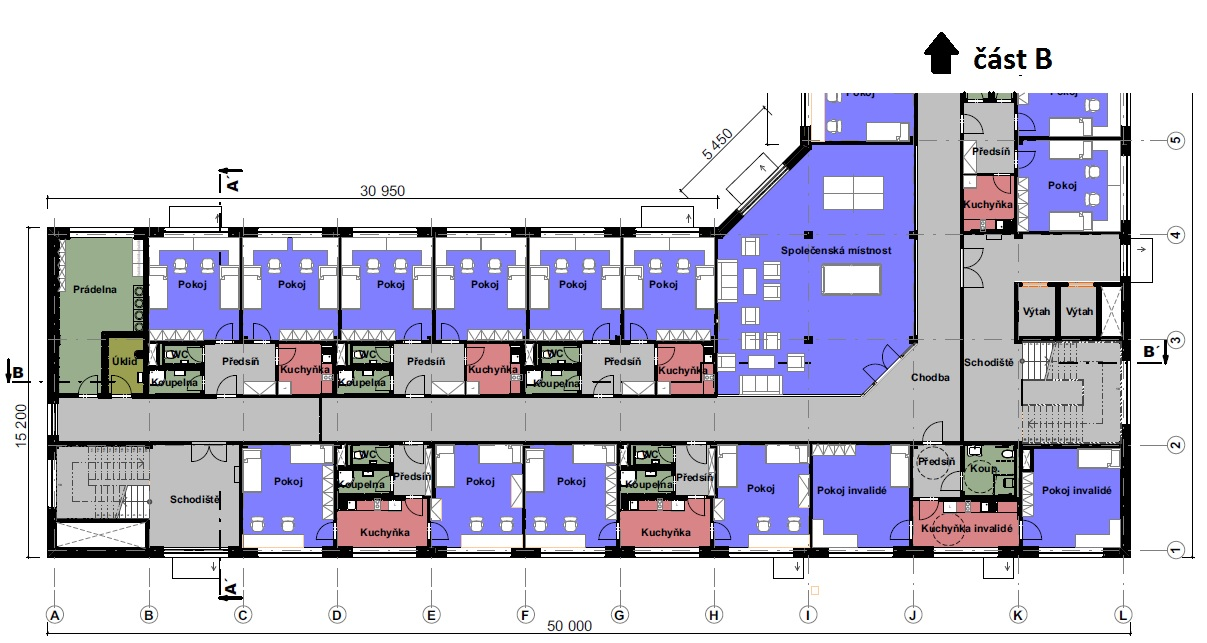 část B
Pokoj
Pokoj
5 450
5
Předsíň
30 950
A´
Pokoj
Kuchyňka
4
Společenská místnost
Prádelna
Pokoj
Pokoj
Pokoj
Pokoj
Pokoj
Pokoj
Výtah
Výtah
3
B´
WC
WC
WC
Úklid
Předsíň
Předsíň
Předsíň
Schodiště
B
Koupelna
Kuchyňka
Koupelna
Kuchyňka
Koupelna
Kuchyňka
Chodba
15 200
2
WC
WC
Předsíň
Koup.
Pokoj
Koupelna
Předsíň
Pokoj
Pokoj
Koupelna
Předsíň
Pokoj
Pokoj invalidé
Pokoj invalidé
Schodiště
Kuchyňka
Kuchyňka
Kuchyňka invalidé
1
A´
A
B
C
D
E
F
G
H
I
J
K
L
50 000